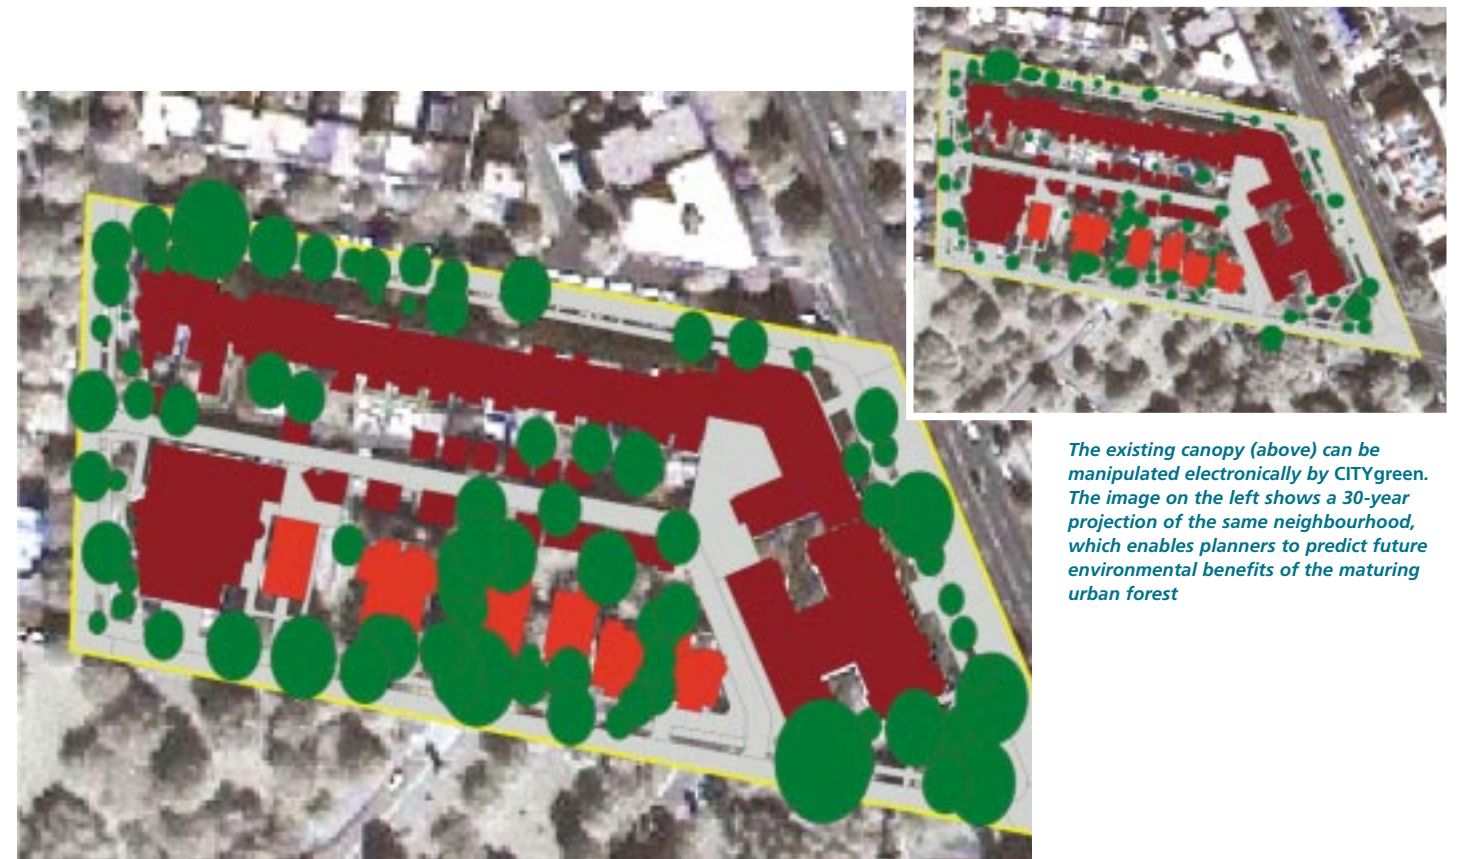 The existing canopy (above) can be
manipulated electronically by CITYgreen.
The image on the left shows a 30-year
projection of the same neighbourhood,
which enables planners to predict future
environmental benefits of the maturing
urban forest